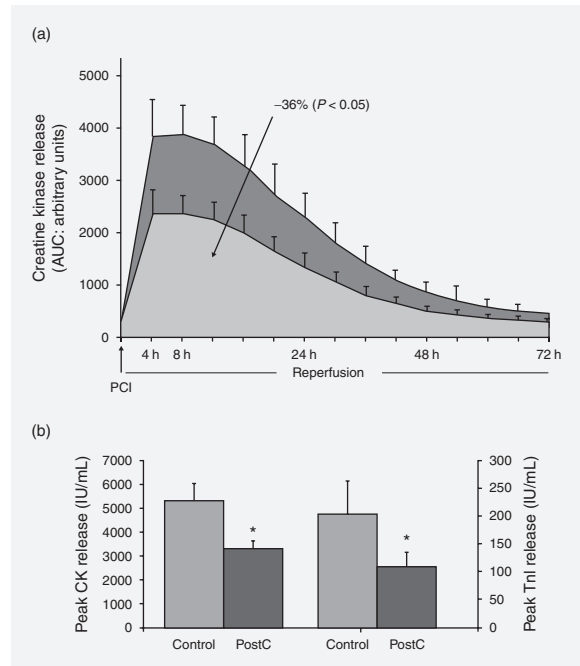 (a)
Creatine kinase release
(AUC: arbitrary units)
5000
4000
3000
2000
1000
0
−36% (P < 0.05)
4 h
8 h
24 h
48 h
72 h
Reperfusion
PCI
(b)
Peak CK release (IU/mL)
7000
6000
5000
4000
3000
2000
1000
0
*
*
Control
PostC
Control
PostC
300
250
200
150
100
50
0
Peak TnI release (IU/mL)